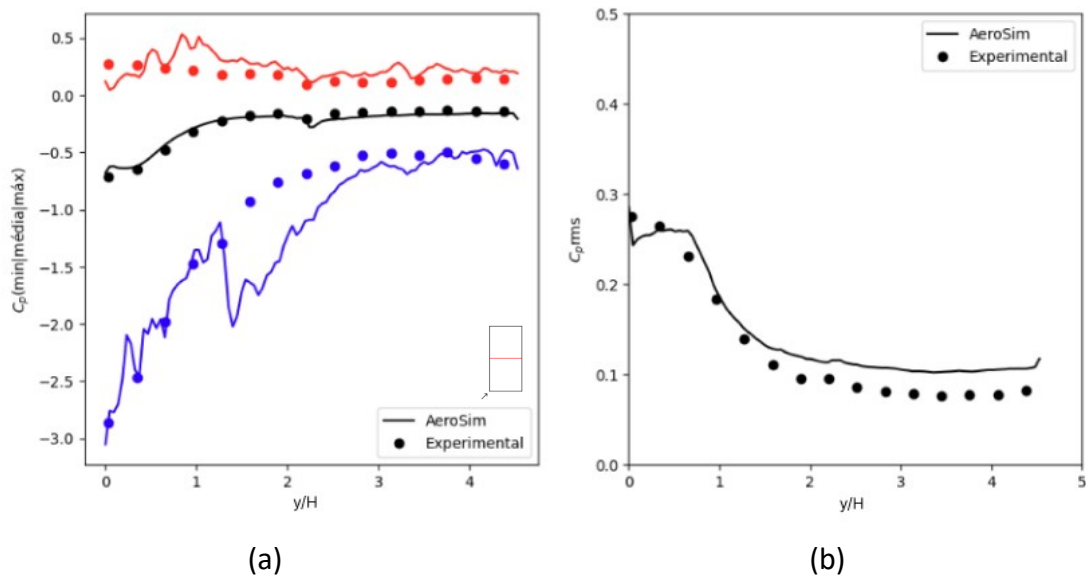 0.5
0.0
−0.5
−1.0
−1.5
−2.0
−2.5
−3.0
C_p(min|média|máx)
0 1 2 3 4
y/H
AeroSim
Experimental
(a)
0.5
0.4
0.3
0.2
0.1
0.0
C_prms
0 1 2 3 4 5
y/H
AeroSim
Experimental
(b)